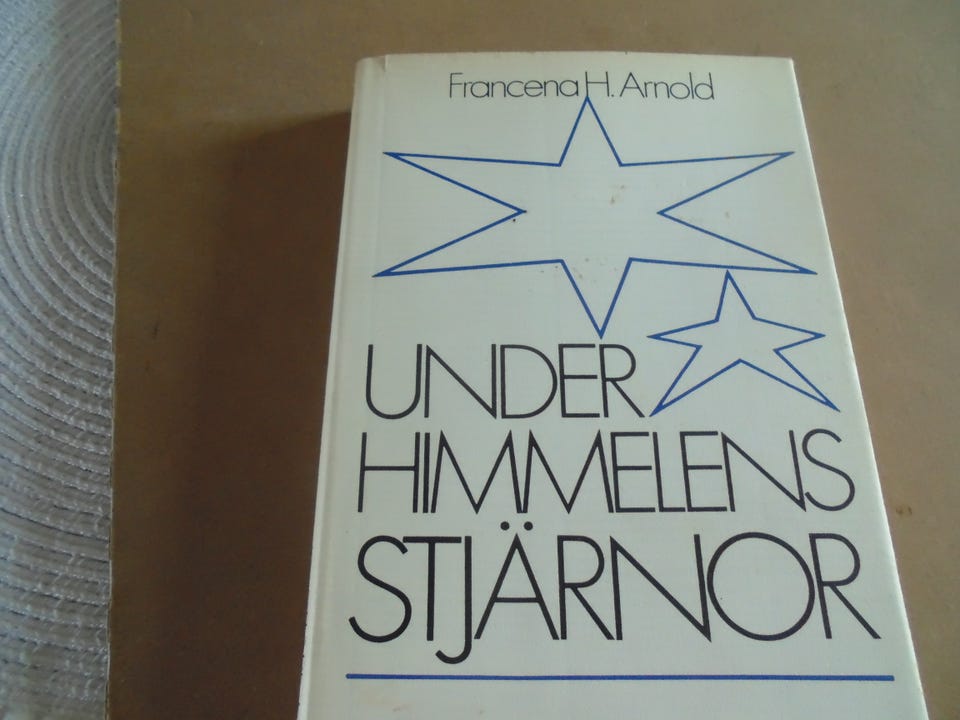 Francena H. Arnold
UNDER
HIMMELENS
STJÄRNOR